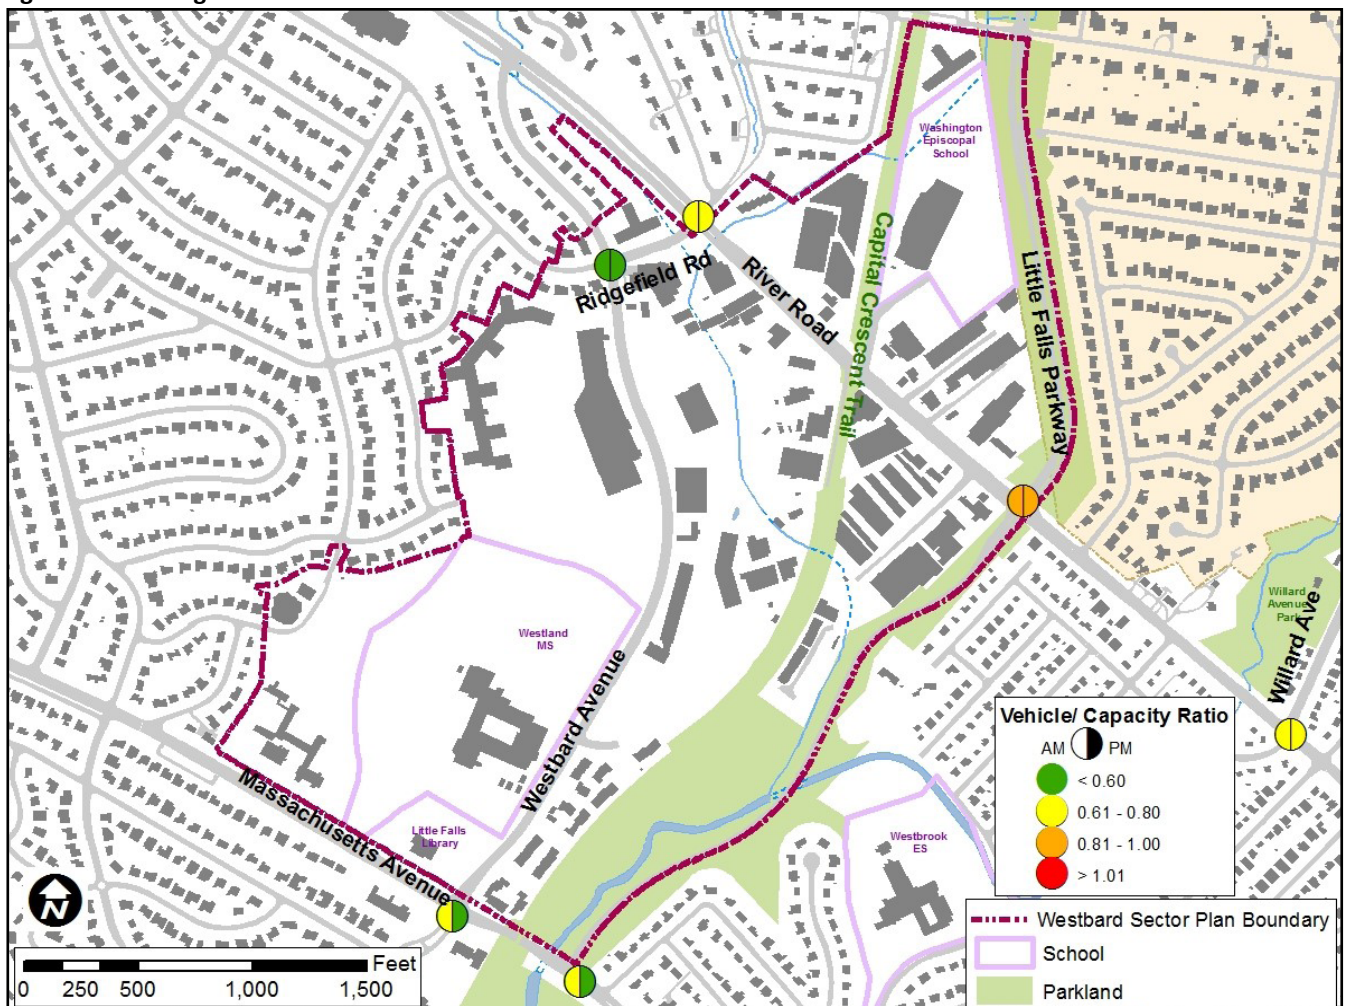 Washington
Episcopal
School
Capital Crescent Trail
Ridgefield Rd
River Road
Little Falls Parkway
Willard
Avenue
Park
Willard Ave
Westland
MS
Westbard Avenue
Massachusetts Avenue
Little Falls
Library
Westbrook
ES
Vehicle/ Capacity Ratio
AM PM
< 0.60
0.61 - 0.80
0.81 - 1.00
> 1.01
Westbard Sector Plan Boundary
School
Parkland
N
Feet
0 250 500 1,000 1,500